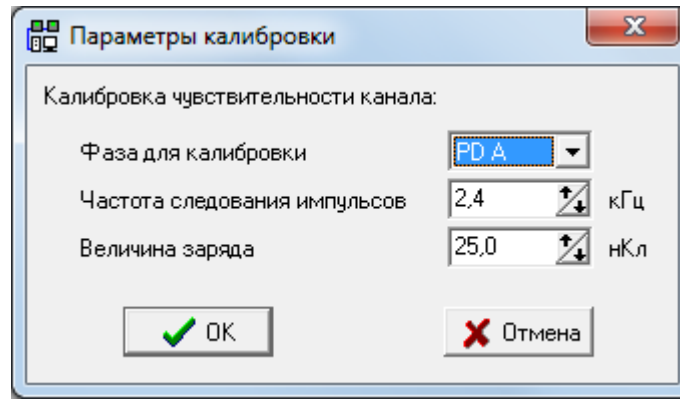 Параметры калибровки
Калибровка чувствительности канала:
Фаза для калибровки PD A
Частота следования импульсов 2,4 кГц
Величина заряда 25,0 нКл
OK Отмена